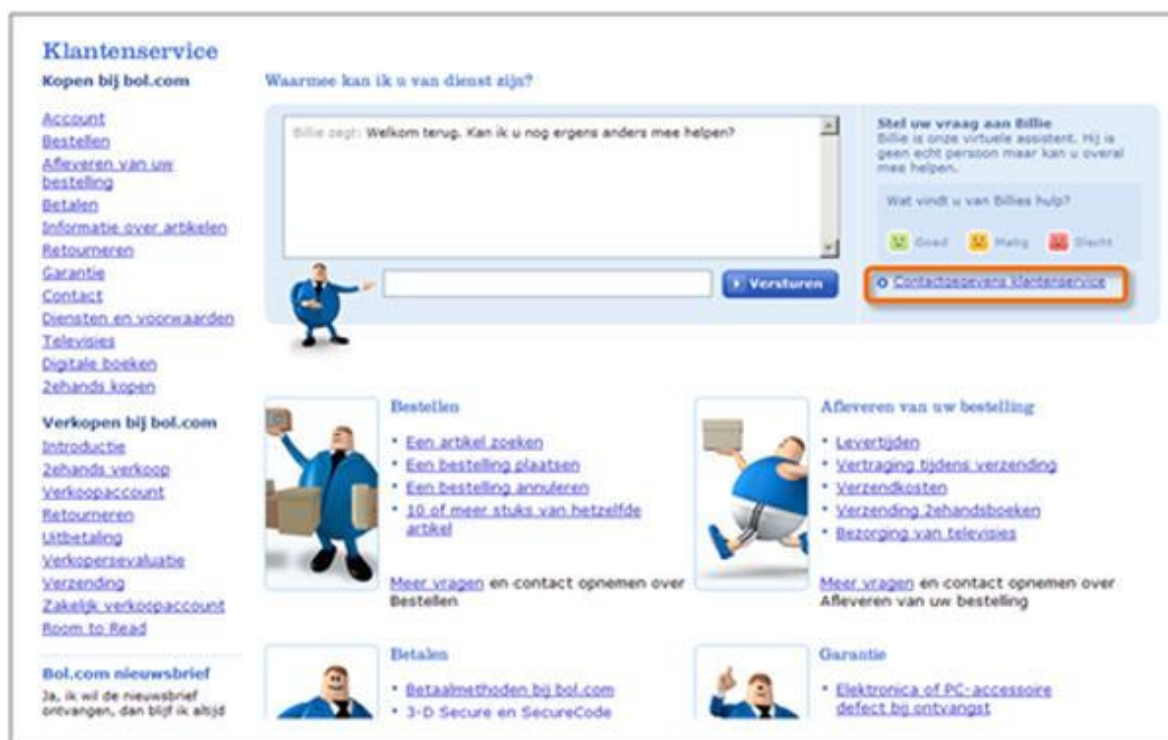 Klantenservice
Kopen bij bol.com
Account
Bestellen
Afleveren van uw
bestelling
Betalen
Informatie over artikelen
Retourneren
Garantie
Contact
Diensten en voorwaarden
Televisies
Digitale boeken
2ehands kopen
Verkopen bij bol.com
Introductie
2ehands verkoop
Verkoopaccount
Retourneren
Uitbetaling
Verkopersevaluatie
Verzending
Zakelijk verkoopaccount
Room to Read
Bol.com nieuwsbrief
Ja, ik wil de nieuwsbrief
ontvangen, dan blijf ik altijd
Waarmee kan ik u van dienst zijn?
Billie zegt: Welkom terug. Kan ik u nog ergens anders mee helpen?
Versturen
Stel uw vraag aan Billie
Billie is onze virtuele assistent. Hij is
geen echt persoon maar kan u overal
mee helpen.
Wat vindt u van Billies hulp?
Goed Matig Slecht
Contactgegevens klantenservice
Bestellen
• Een artikel zoeken
• Een bestelling plaatsen
• Een bestelling annuleren
• 10 of meer stuks van hetzelfde
artikel
Meer vragen en contact opnemen over
Bestellen
Afleveren van uw bestelling
• Levertijden
• Vertraging tijdens verzending
• Verzendkosten
• Verzending 2ehandsboeken
• Bezorging van televisies
Meer vragen en contact opnemen over
Afleveren van uw bestelling
Betalen
• Betaalmethoden bij bol.com
• 3-D Secure en SecureCode
Garantie
• Elektronica of PC-accessoire
defect bij ontvangst